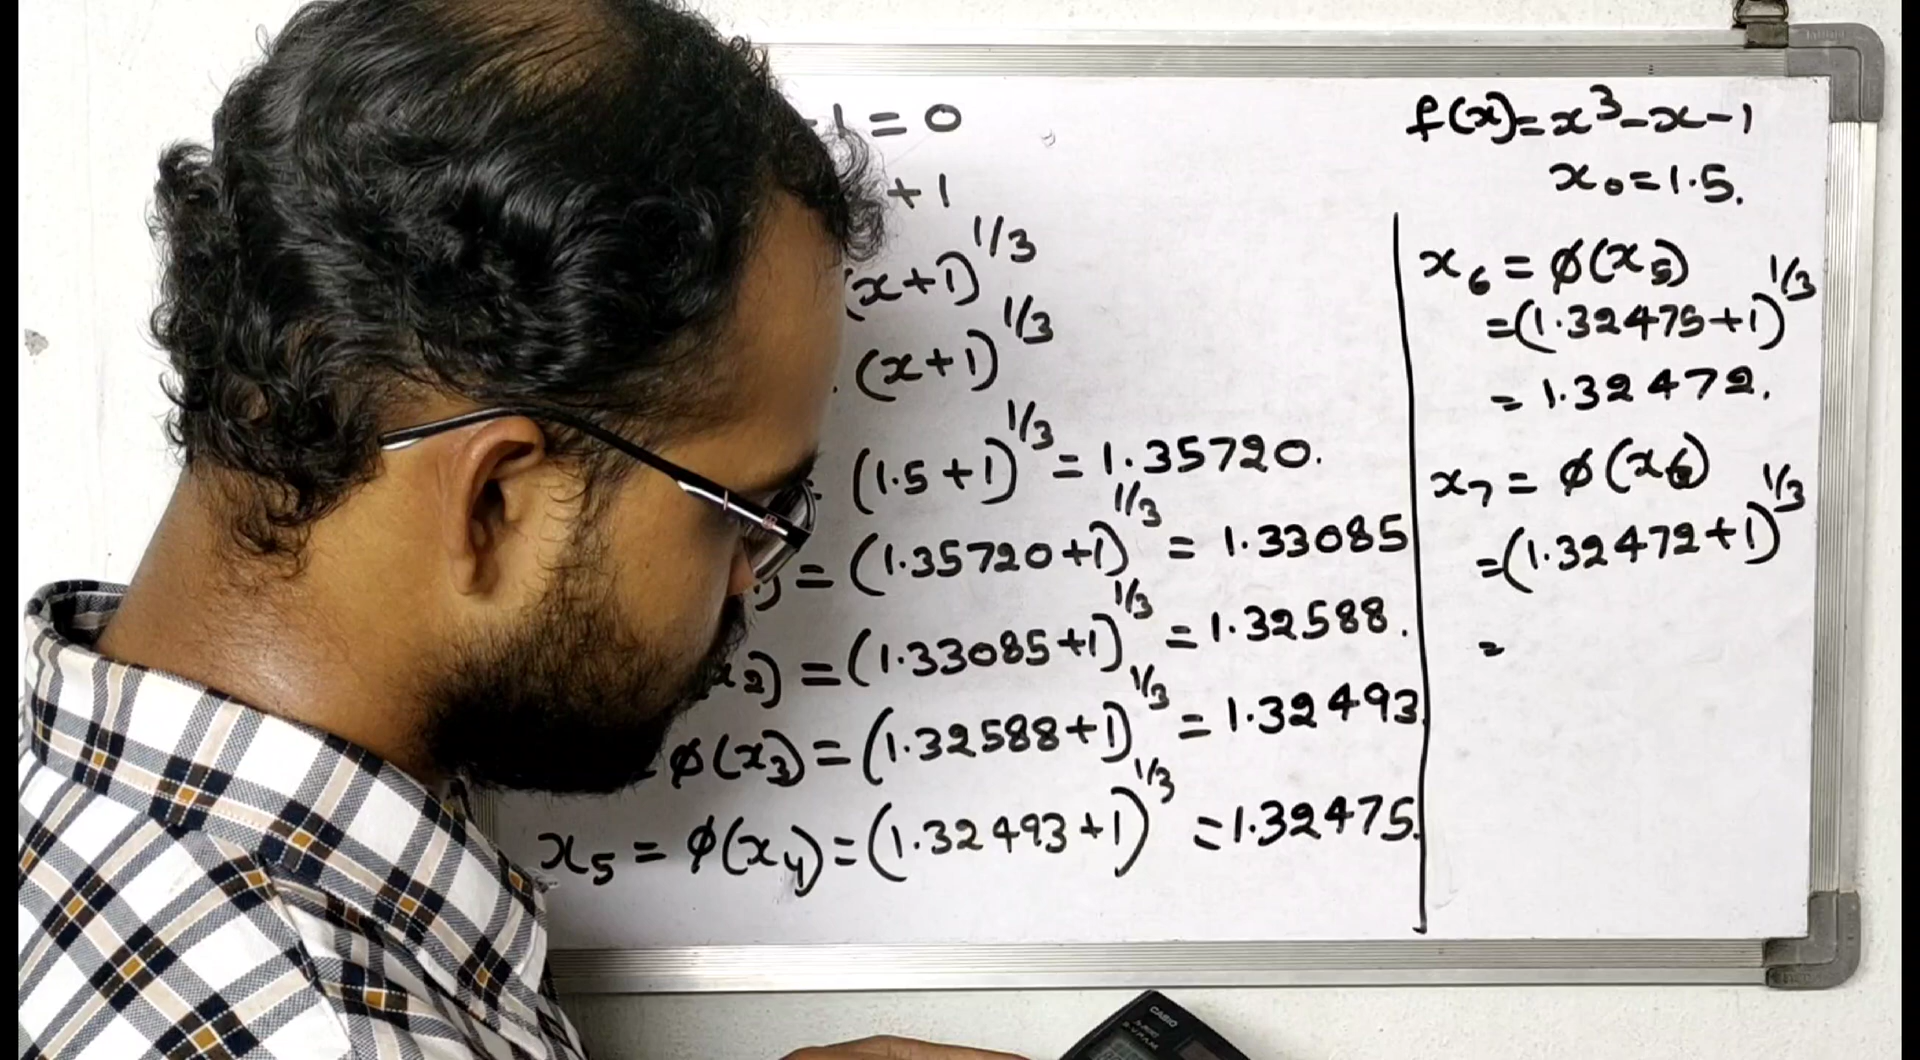 -1=0
+1
(x+1)^1/3
(x+1)^1/3
(1.5+1)^1/3 = 1.35720.
) = (1.35720+1)^1/3 = 1.33085
x2) = (1.33085+1)^1/3 = 1.32588.
= ϕ(x3) = (1.32588+1)^1/3 = 1.32493.
x5 = ϕ(x4) = (1.32493+1)^1/3 = 1.32475.
f(x)=x^3-x-1
x0=1.5.
x6 = ϕ(x5)
=(1.32475+1)^1/3
= 1.32472.
x7 = ϕ(x6)
=(1.32472+1)^1/3
=
CASIO